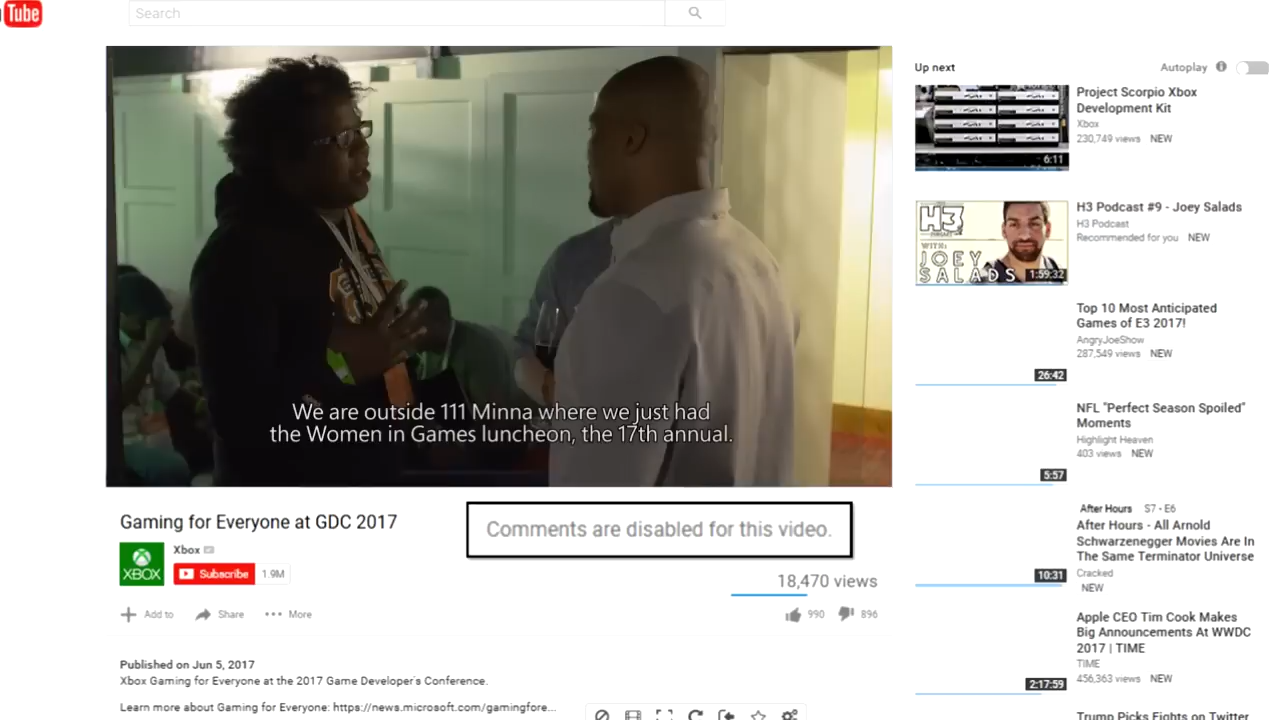 Tube
Search
We are outside 111 Minna where we just had
the Women in Games luncheon, the 17th annual.
Gaming for Everyone at GDC 2017
Comments are disabled for this video.
XBOX
Xbox
Subscribe 1.9M
18,470 views
Add to Share More
990 896
Published on Jun 5, 2017
Xbox Gaming for Everyone at the 2017 Game Developer's Conference.
Learn more about Gaming for Everyone: https://news.microsoft.com/gamingfore...
Up next Autoplay
6:11
Project Scorpio Xbox
Development Kit
Xbox
230,749 views NEW
H3
WITH:
JOEY
SALADS
1:59:32
H3 Podcast #9 - Joey Salads
H3 Podcast
Recommended for you NEW
Top 10 Most Anticipated
Games of E3 2017!
AngryJoeShow
287,549 views NEW
26:42
NFL "Perfect Season Spoiled"
Moments
Highlight Heaven
403 views NEW
5:57
After Hours S7 - E6
After Hours - All Arnold
Schwarzenegger Movies Are In
The Same Terminator Universe
Cracked
NEW
10:31
Apple CEO Tim Cook Makes
Big Announcements At WWDC
2017 | TIME
TIME
456,363 views NEW
2:17:59
Trump Picks Fights on Twitter